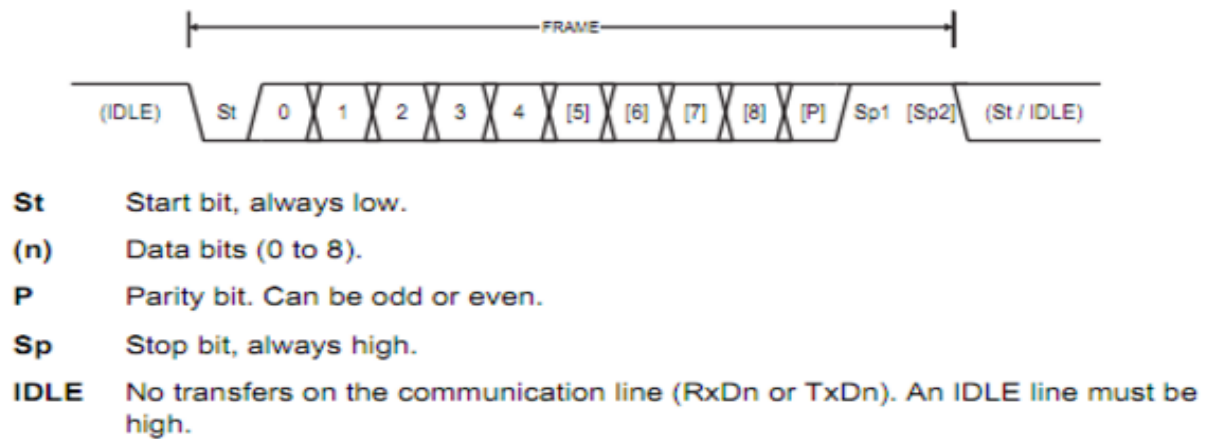 FRAME
(IDLE) St 0 1 2 3 4 [5] [6] [7] [8] [P] Sp1 [Sp2] (St / IDLE)
St Start bit, always low.
(n) Data bits (0 to 8).
P Parity bit. Can be odd or even.
Sp Stop bit, always high.
IDLE No transfers on the communication line (RxDn or TxDn). An IDLE line must be
high.